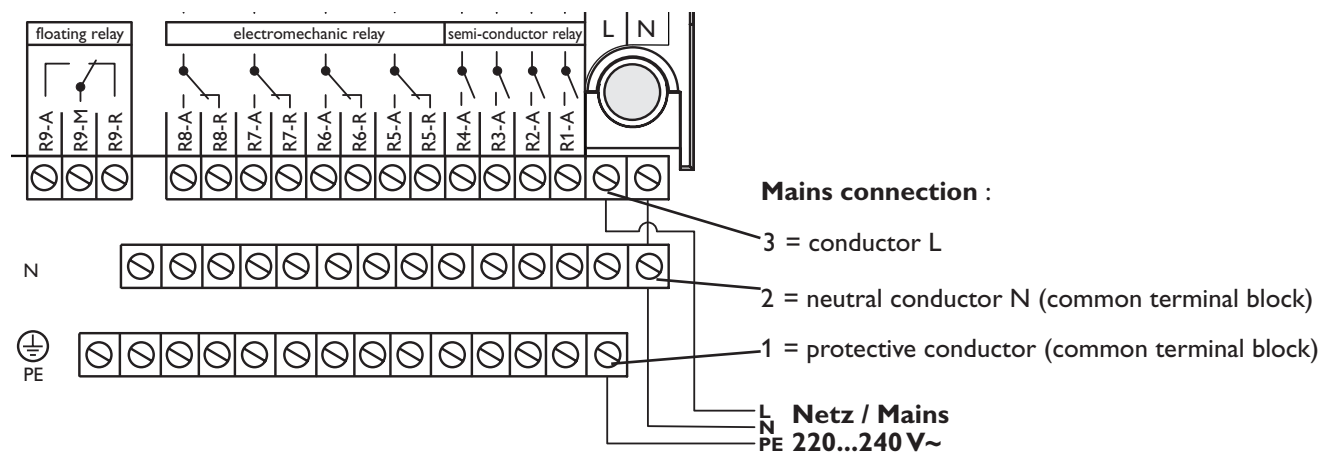 floating relay
electromechanic relay
semi-conductor relay
L N
R9-A R9-M R9-R
R8-A R8-R R7-A R7-R R6-A R6-R R5-A R5-R R4-A R3-A R2-A R1-A
Mains connection :
3 = conductor L
N
2 = neutral conductor N (common terminal block)
1 = protective conductor (common terminal block)
PE
L Netz / Mains
N
PE 220...240 V~